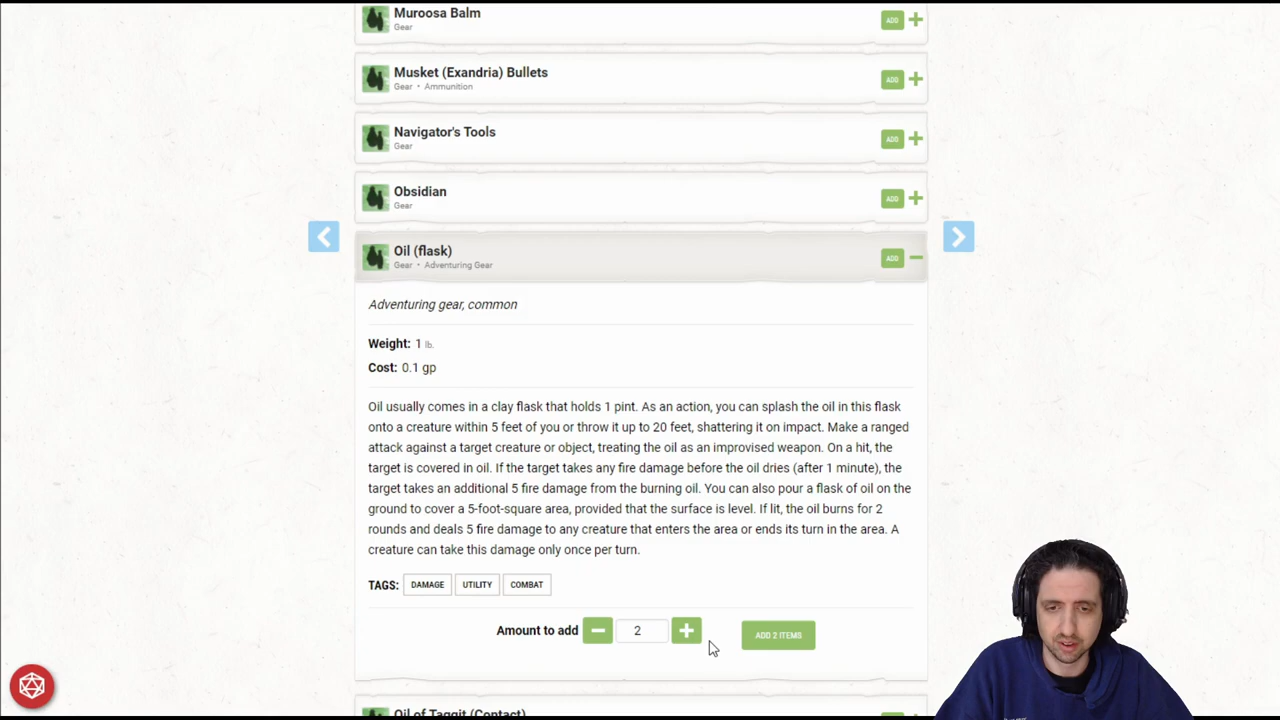 Muroosa Balm
Gear
ADD
Musket (Exandria) Bullets
Gear • Ammunition
ADD
Navigator's Tools
Gear
ADD
Obsidian
Gear
ADD
Oil (flask)
Gear • Adventuring Gear
ADD
Adventuring gear, common
Weight: 1 lb.
Cost: 0.1 gp
Oil usually comes in a clay flask that holds 1 pint. As an action, you can splash the oil in this flask
onto a creature within 5 feet of you or throw it up to 20 feet, shattering it on impact. Make a ranged
attack against a target creature or object, treating the oil as an improvised weapon. On a hit, the
target is covered in oil. If the target takes any fire damage before the oil dries (after 1 minute), the
target takes an additional 5 fire damage from the burning oil. You can also pour a flask of oil on the
ground to cover a 5-foot-square area, provided that the surface is level. If lit, the oil burns for 2
rounds and deals 5 fire damage to any creature that enters the area or ends its turn in the area. A
creature can take this damage only once per turn.
TAGS: DAMAGE UTILITY COMBAT
Amount to add 2 ADD 2 ITEMS
Oil of Taggit (Contact)